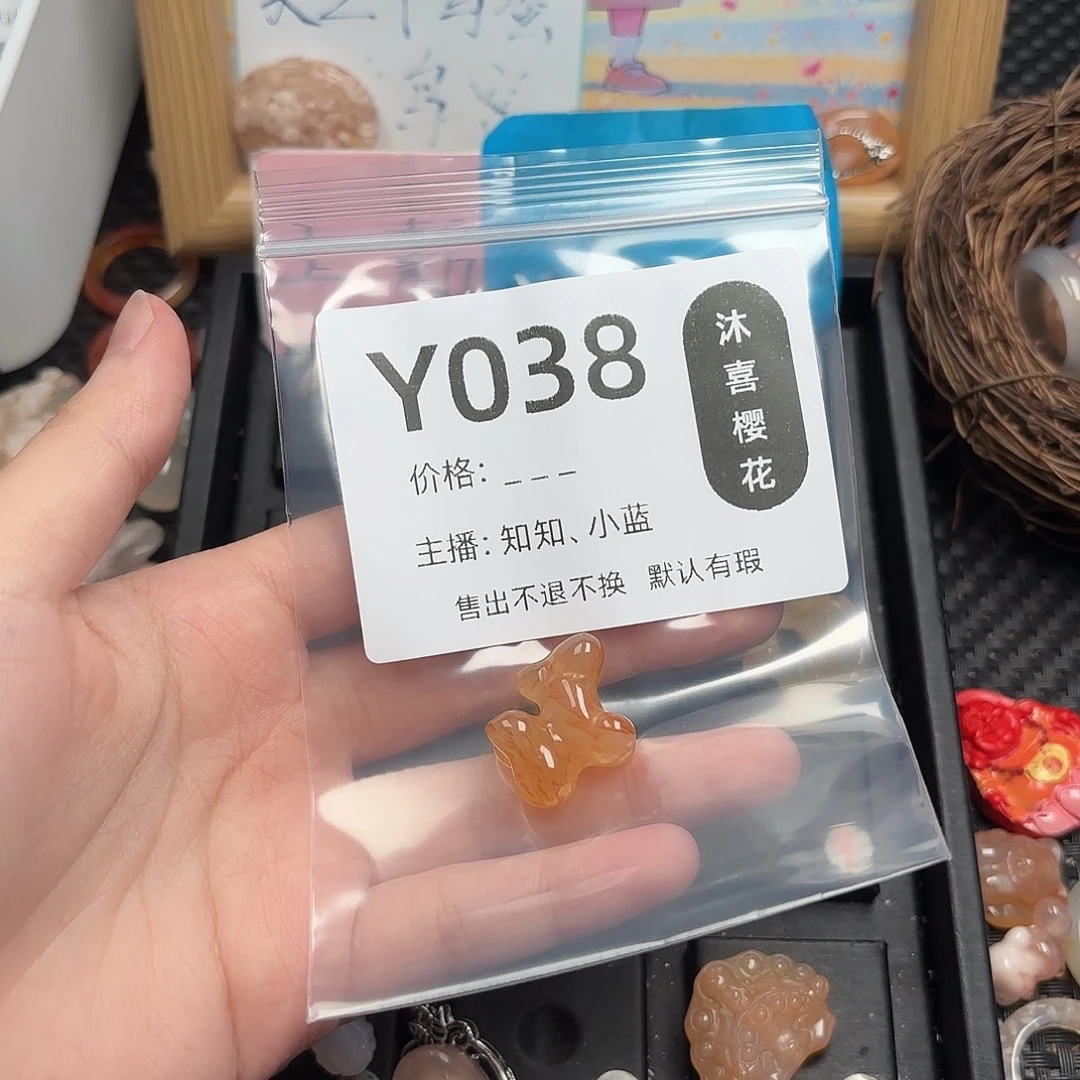 Y038
沐喜樱花
价格: _ _ _
主播: 知知、小蓝
售出不退不换 默认有瑕